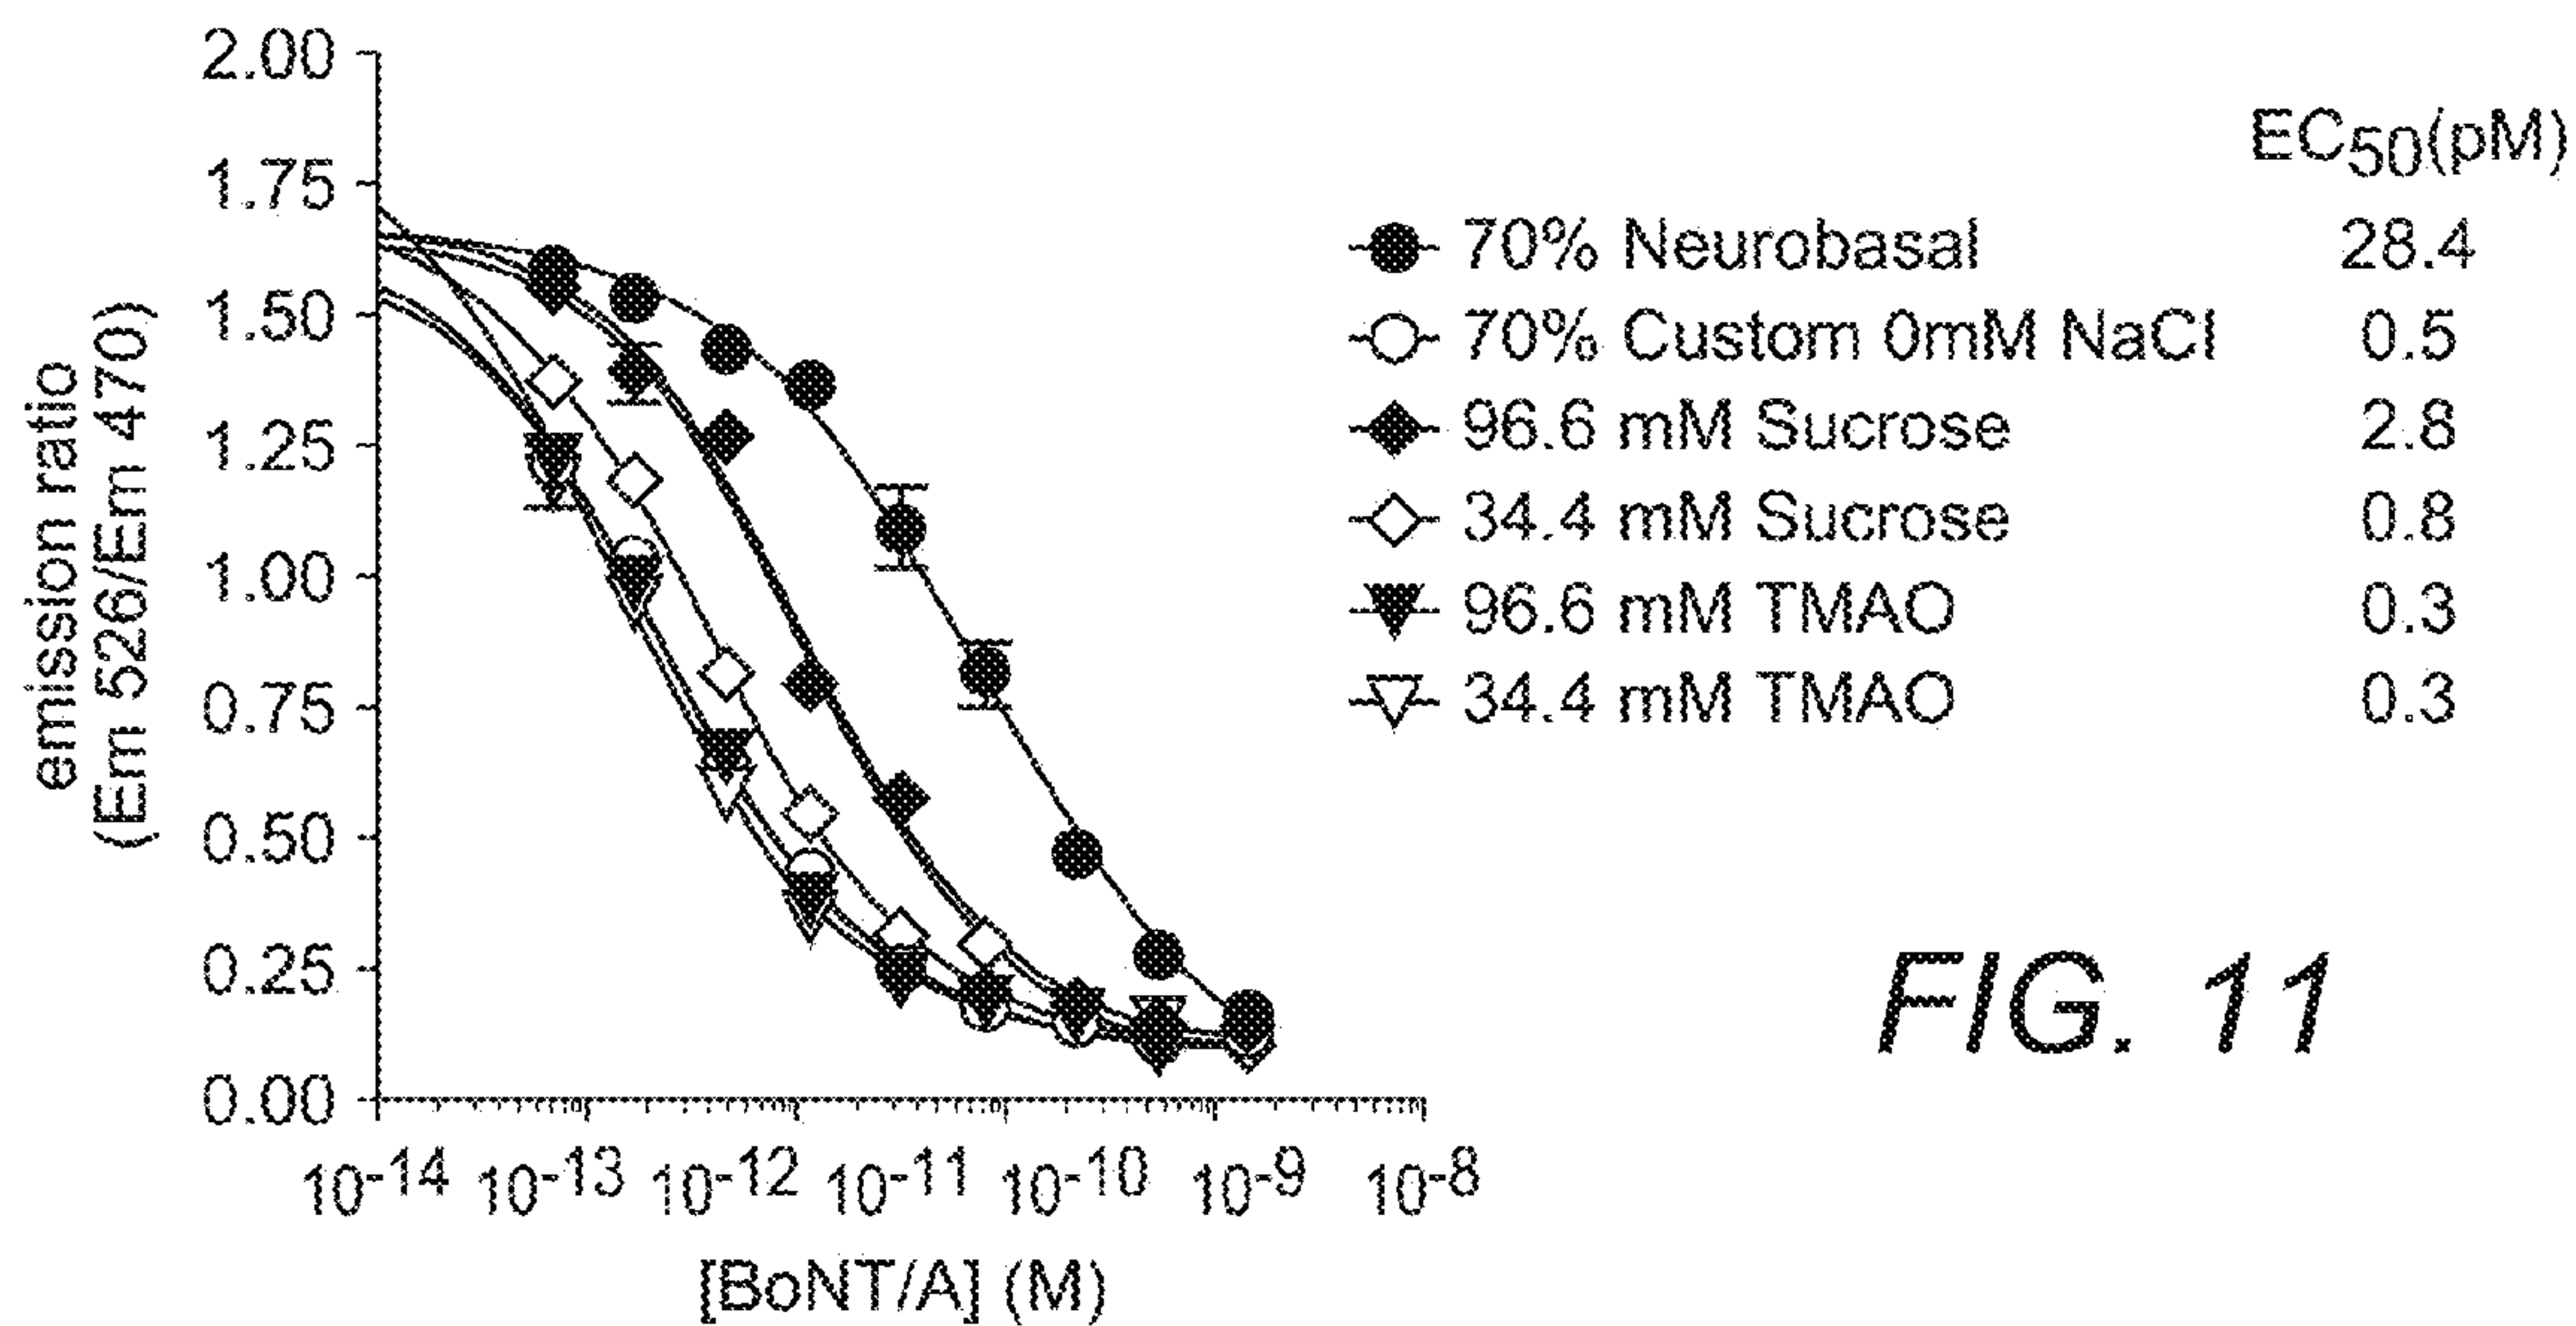 2.00
1.75
1.50
1.25
1.00
0.75
0.50
0.25
0.00
emission ratio
(Em 526/Em 470)
10-14 10-13 10-12 10-11 10-10 10-9 10-8
[BoNT/A] (M)
EC50(pM)
70% Neurobasal 28.4
70% Custom 0mM NaCl 0.5
96.6 mM Sucrose 2.8
34.4 mM Sucrose 0.8
96.6 mM TMAO 0.3
34.4 mM TMAO 0.3
FIG. 11